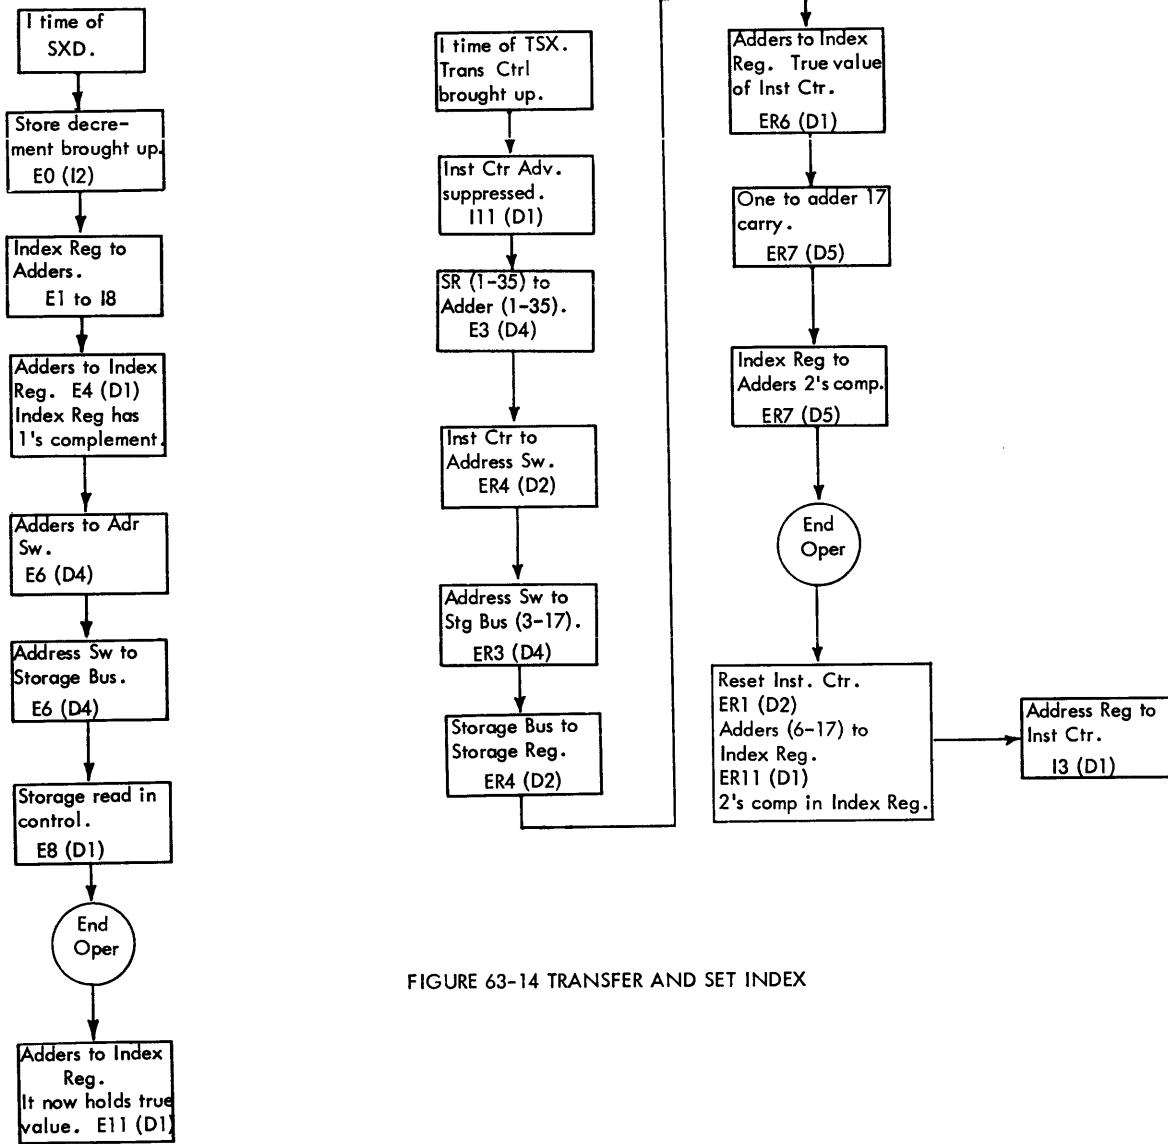 I time of
SXD.
Store decre-
ment brought up.
E0 (I2)
Index Reg to
Adders.
E1 to I8
Adders to Index
Reg. E4 (D1)
Index Reg has
1's complement.
Adders to Adr
Sw.
E6 (D4)
Address Sw to
Storage Bus.
E6 (D4)
Storage read in
control.
E8 (D1)
End
Oper
Adders to Index
Reg.
It now holds true
value. E11 (D1)
I time of TSX.
Trans Ctrl
brought up.
Inst Ctr Adv.
suppressed.
I11 (D1)
SR (1-35) to
Adder (1-35).
E3 (D4)
Inst Ctr to
Address Sw.
ER4 (D2)
Address Sw to
Stg Bus (3-17).
ER3 (D4)
Storage Bus to
Storage Reg.
ER4 (D2)
Adders to Index
Reg. True value
of Inst Ctr.
ER6 (D1)
One to adder 17
carry.
ER7 (D5)
Index Reg to
Adders 2's comp.
ER7 (D5)
End
Oper
Reset Inst. Ctr.
ER1 (D2)
Adders (6-17) to
Index Reg.
ER11 (D1)
2's comp in Index Reg.
Address Reg to
Inst Ctr.
I3 (D1)
FIGURE 63-14 TRANSFER AND SET INDEX